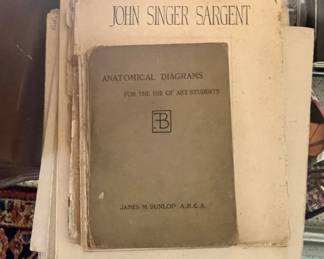 JOHN SINGER SARGENT
ANATOMICAL DIAGRAMS
FOR THE USE OF ART STUDENTS
B
JAMES M. DUNLOP A.R.C.A.